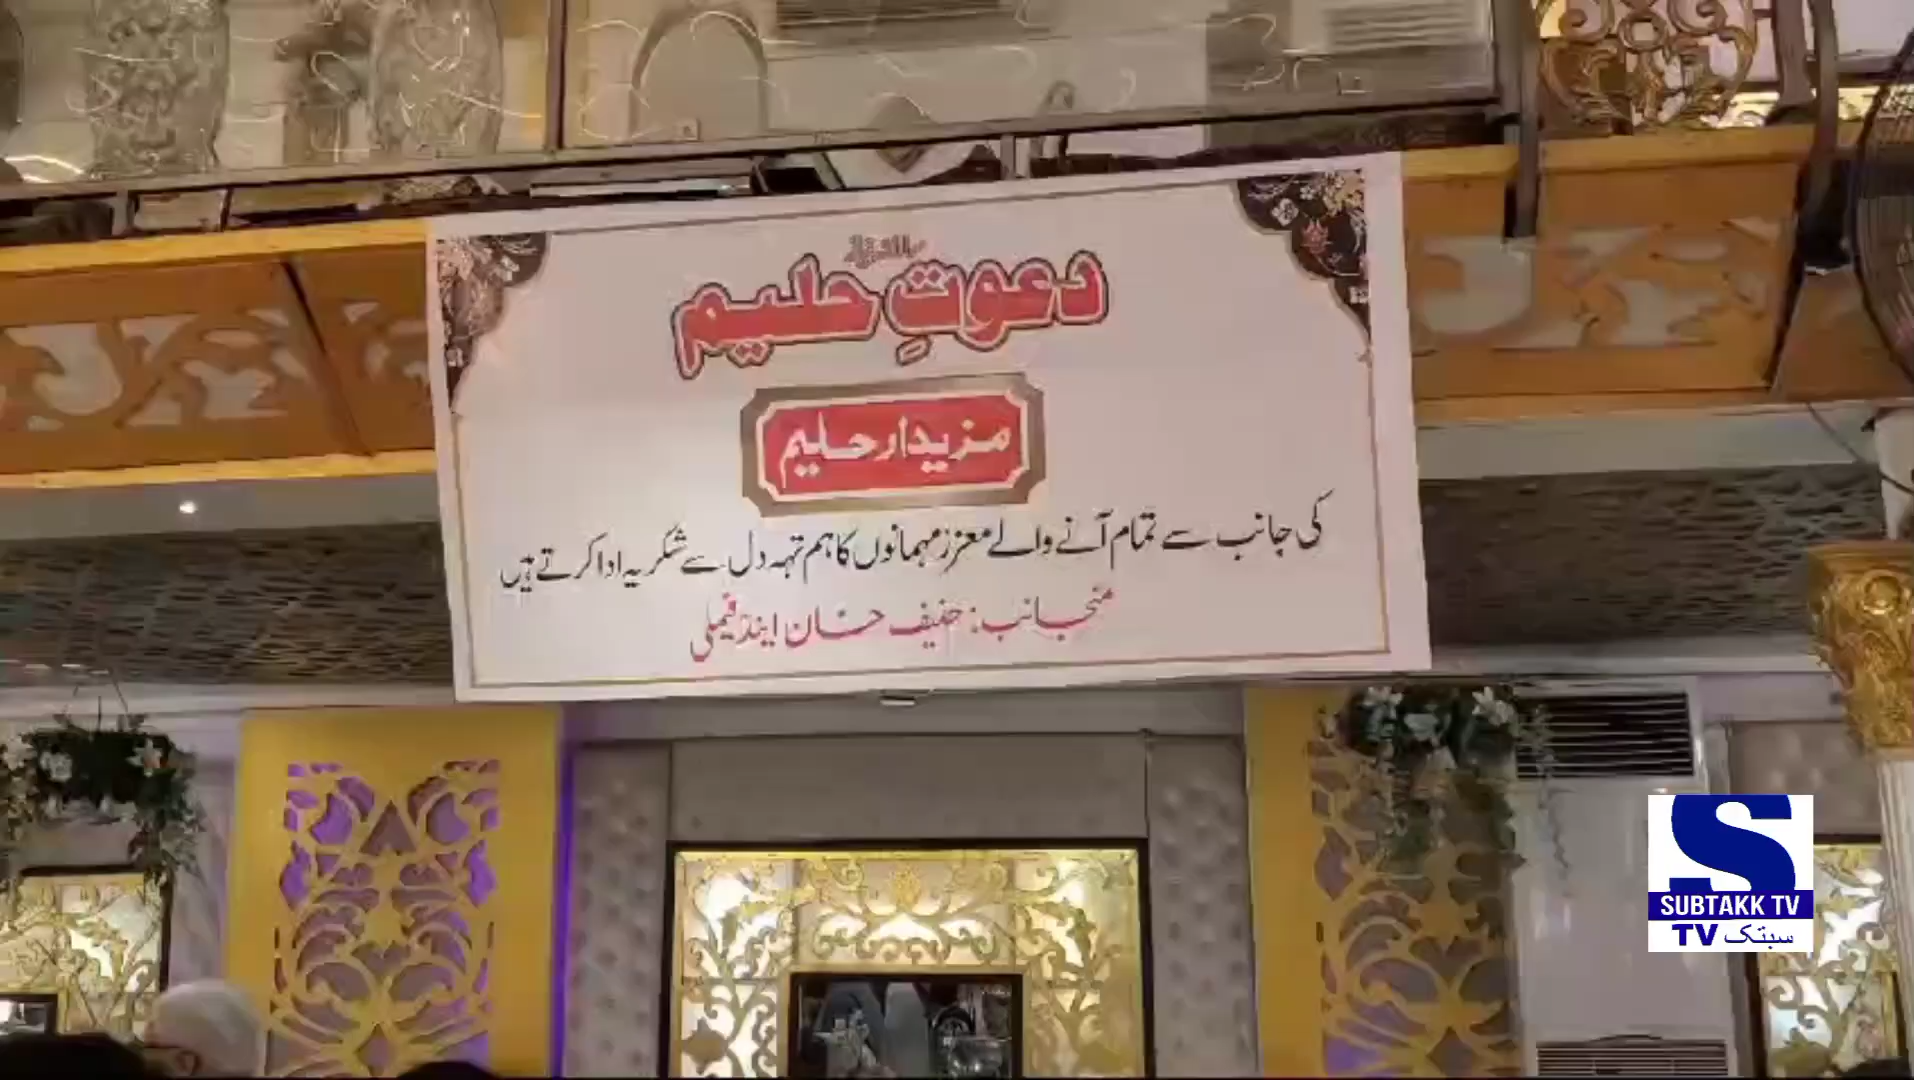 دعوتِ حلیم
مزیدار حلیم
کی جانب سے تمام آنے والے معزز مہمانوں کا ہم تہہ دل سے شکریہ ادا کرتے ہیں
منجانب: حنیف خان اینڈ فیملی
S
SUBTAKK TV
TV سبتک